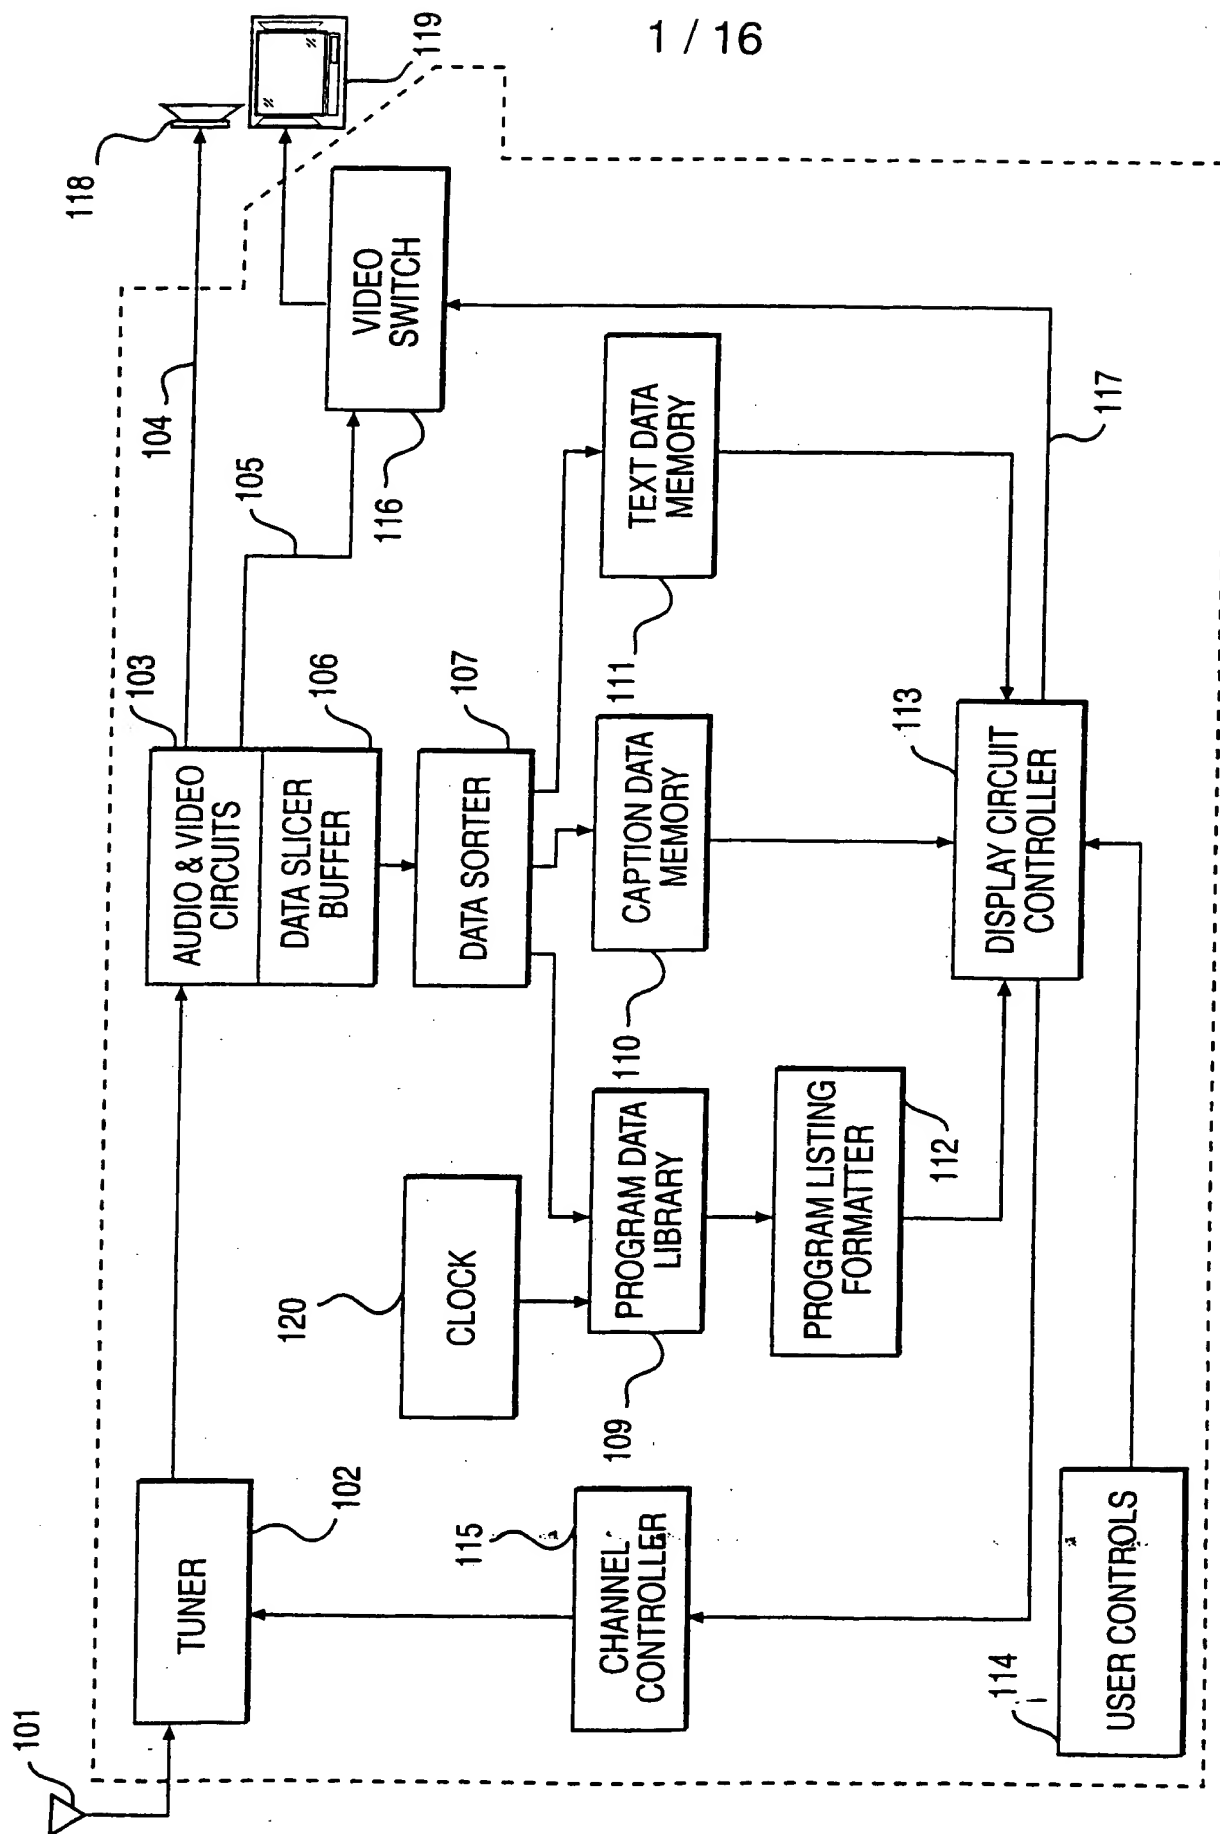 1 / 16
101
TUNER
102
AUDIO & VIDEO
CIRCUITS
103
104
118
119
105
DATA SLICER
BUFFER
106
VIDEO
SWITCH
116
CLOCK
120
DATA SORTER
107
CHANNEL
CONTROLLER
115
PROGRAM DATA
LIBRARY
109
CAPTION DATA
MEMORY
110
TEXT DATA
MEMORY
111
PROGRAM LISTING
FORMATTER
112
DISPLAY CIRCUIT
CONTROLLER
113
117
USER CONTROLS
114